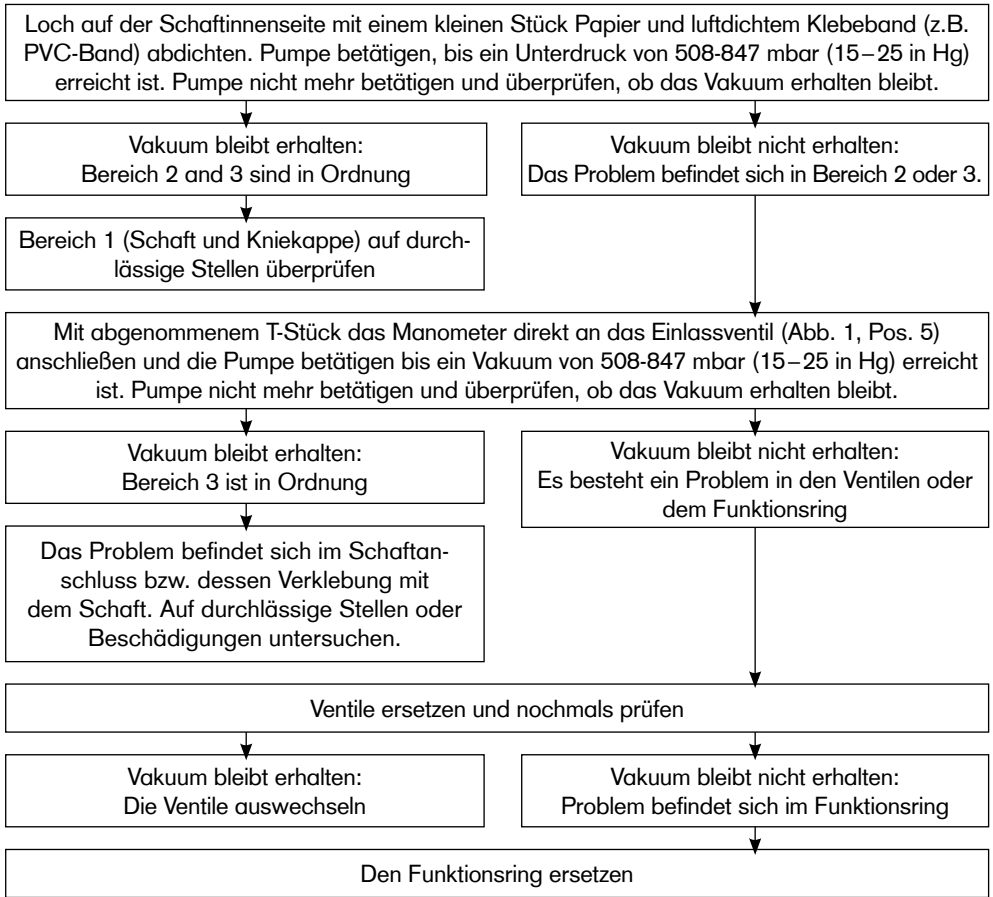 Loch auf der Schaftinnenseite mit einem kleinen Stück Papier und luftdichtem Klebeband (z.B.
PVC-Band) abdichten. Pumpe betätigen, bis ein Unterdruck von 508-847 mbar (15–25 in Hg)
erreicht ist. Pumpe nicht mehr betätigen und überprüfen, ob das Vakuum erhalten bleibt.
Vakuum bleibt erhalten:
Bereich 2 and 3 sind in Ordnung
Vakuum bleibt nicht erhalten:
Das Problem befindet sich in Bereich 2 oder 3.
Bereich 1 (Schaft und Kniekappe) auf durch-
lässige Stellen überprüfen
Mit abgenommenem T-Stück das Manometer direkt an das Einlassventil (Abb. 1, Pos. 5)
anschließen und die Pumpe betätigen bis ein Vakuum von 508-847 mbar (15–25 in Hg) erreicht
ist. Pumpe nicht mehr betätigen und überprüfen, ob das Vakuum erhalten bleibt.
Vakuum bleibt erhalten:
Bereich 3 ist in Ordnung
Vakuum bleibt nicht erhalten:
Es besteht ein Problem in den Ventilen oder
dem Funktionsring
Das Problem befindet sich im Schaftan-
schluss bzw. dessen Verklebung mit
dem Schaft. Auf durchlässige Stellen oder
Beschädigungen untersuchen.
Ventile ersetzen und nochmals prüfen
Vakuum bleibt erhalten:
Die Ventile auswechseln
Vakuum bleibt nicht erhalten:
Problem befindet sich im Funktionsring
Den Funktionsring ersetzen